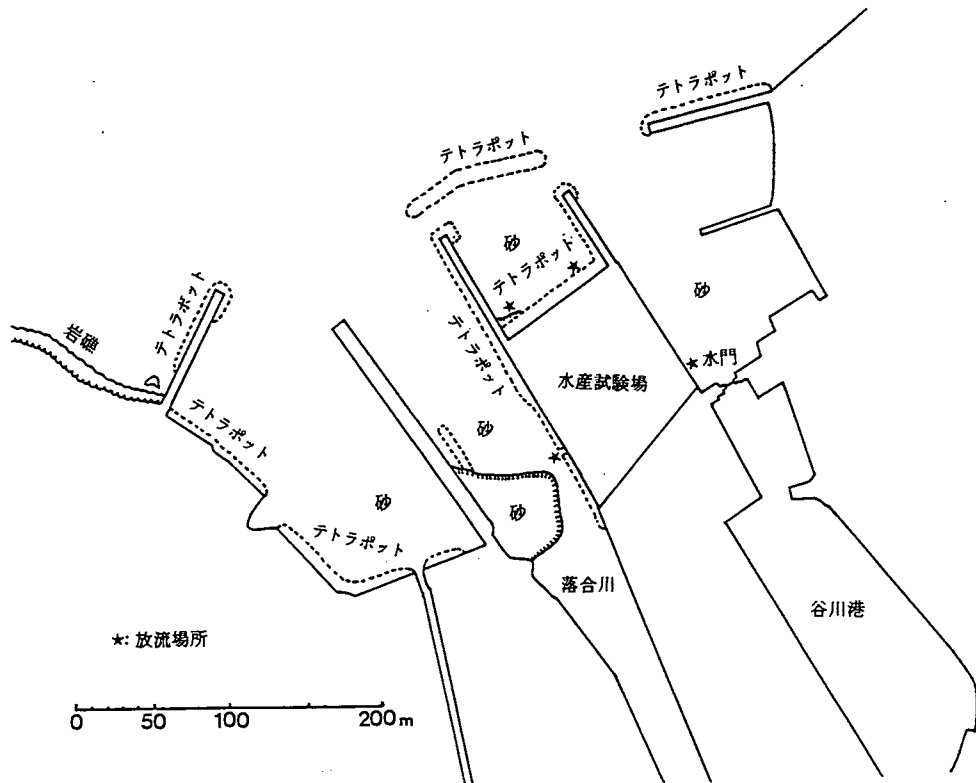 テトラポット
テトラポット
砂
テトラポット
★
★
テトラポット
岩礁
砂
テトラポット
水産試験場
★水門
テトラポット
砂
★
砂
砂
テトラポット
落合川
谷川港
★: 放流場所
0 50 100 200m